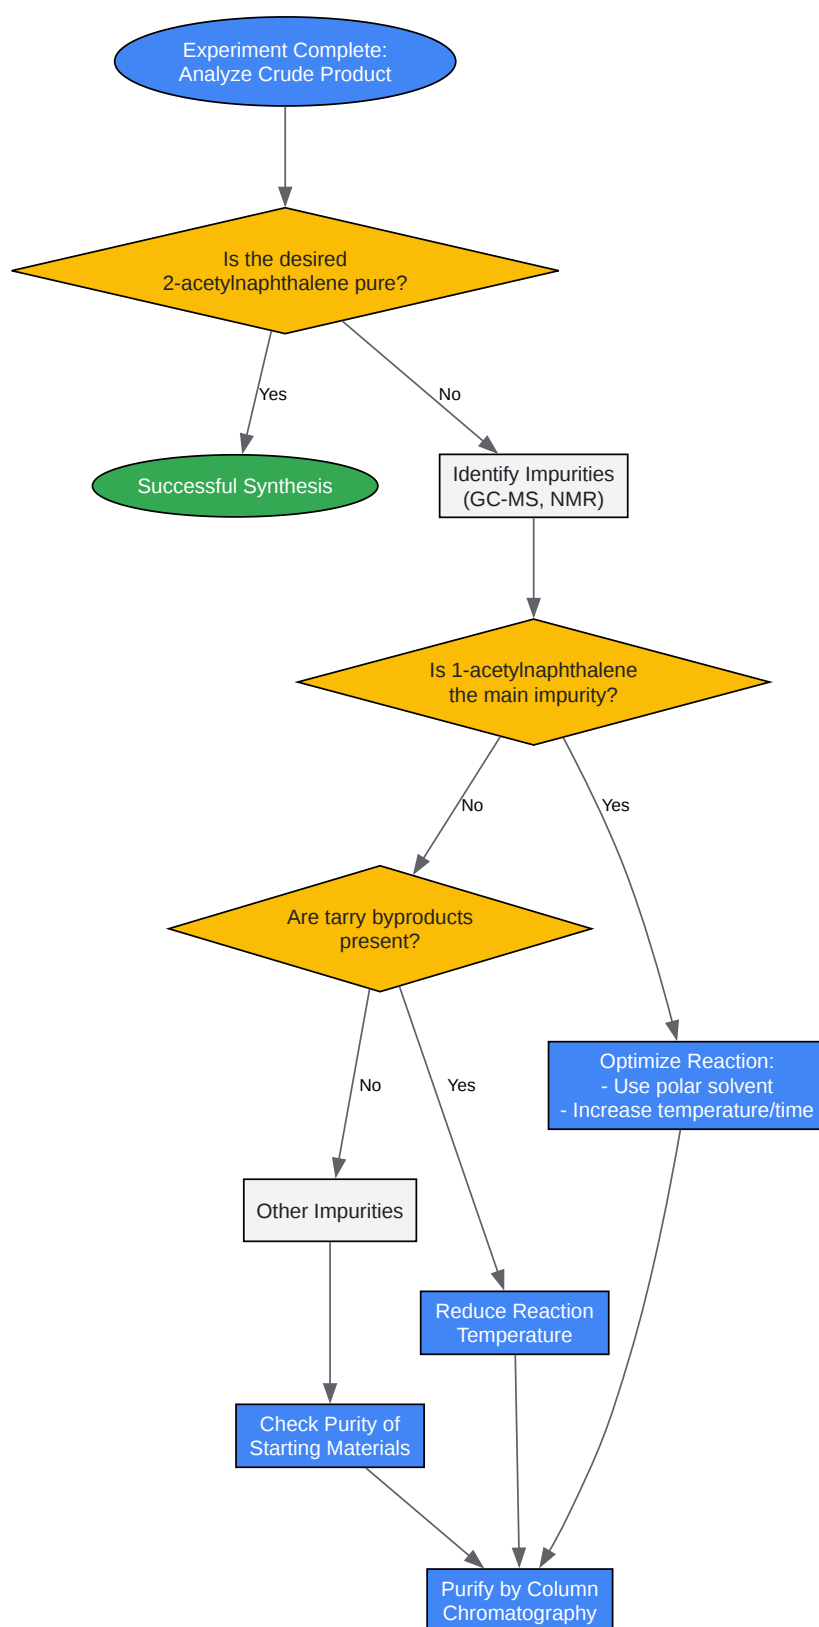 Experiment Complete:
Analyze Crude Product
Is the desired
2-acetylnaphthalene pure?
Yes
No
Successful Synthesis
Identify Impurities
(GC-MS, NMR)
Is 1-acetylnaphthalene
the main impurity?
No
Yes
Are tarry byproducts
present?
Optimize Reaction:
- Use polar solvent
- Increase temperature/time
No
Yes
Other Impurities
Reduce Reaction
Temperature
Check Purity of
Starting Materials
Purify by Column
Chromatography